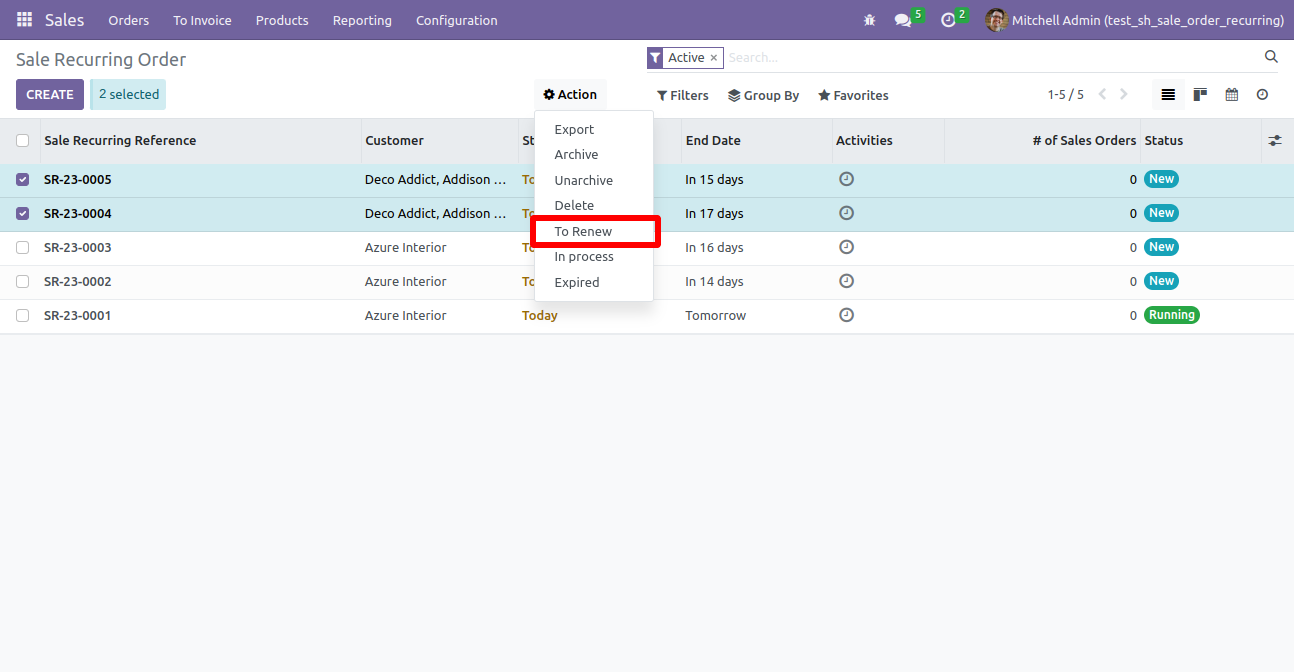 Sales Orders To Invoice Products Reporting Configuration 5 2 Mitchell Admin (test_sh_sale_order_recurring)
Sale Recurring Order Active × Search...
CREATE 2 selected Action Filters Group By Favorites 1-5 / 5
Sale Recurring Reference Customer St End Date Activities # of Sales Orders Status
SR-23-0005 Deco Addict, Addison ... To In 15 days 0 New
SR-23-0004 Deco Addict, Addison ... To In 17 days 0 New
SR-23-0003 Azure Interior To In 16 days 0 New
SR-23-0002 Azure Interior To In 14 days 0 New
SR-23-0001 Azure Interior Today Tomorrow 0 Running
Export
Archive
Unarchive
Delete
To Renew
In process
Expired